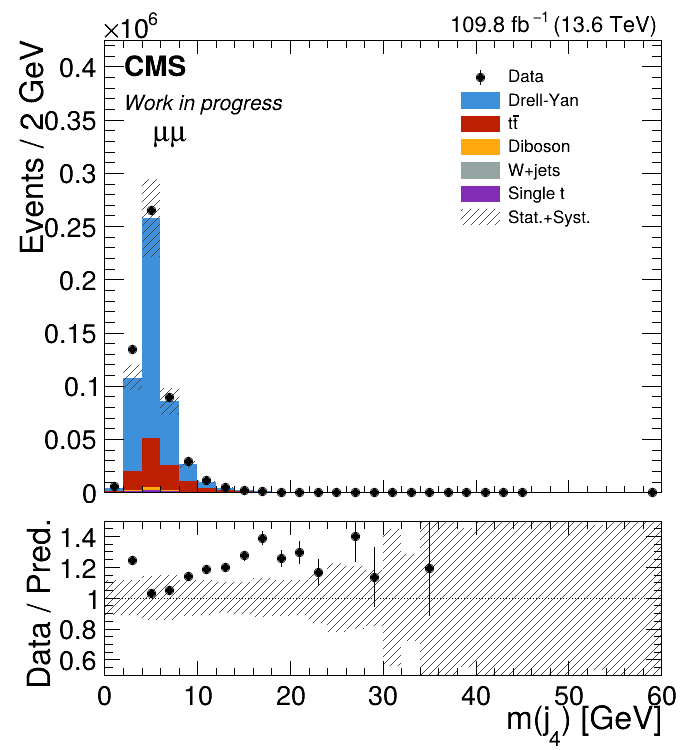 ×10⁶
109.8 fb⁻¹ (13.6 TeV)
CMS
Work in progress
μμ
Data
Drell-Yan
tt̄
Diboson
W+jets
Single t
Stat.+Syst.
Events / 2 GeV
0.4
0.35
0.3
0.25
0.2
0.15
0.1
0.05
0
Data / Pred.
1.4
1.2
1
0.8
0.6
0 10 20 30 40 50 60
m(j₄) [GeV]